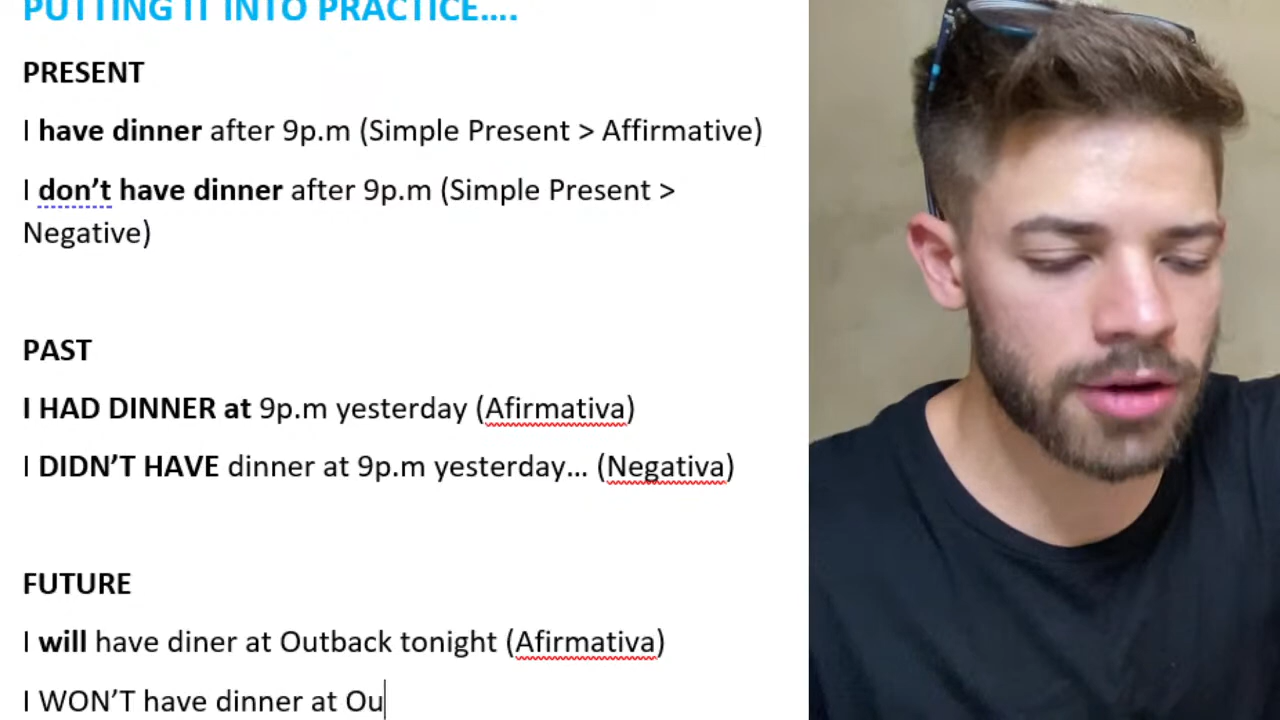 PUTTING IT INTO PRACTICE....
PRESENT
I have dinner after 9p.m (Simple Present > Affirmative)
I don’t have dinner after 9p.m (Simple Present >
Negative)
PAST
I HAD DINNER at 9p.m yesterday (Afirmativa)
I DIDN’T HAVE dinner at 9p.m yesterday… (Negativa)
FUTURE
I will have diner at Outback tonight (Afirmativa)
I WON’T have dinner at Ou